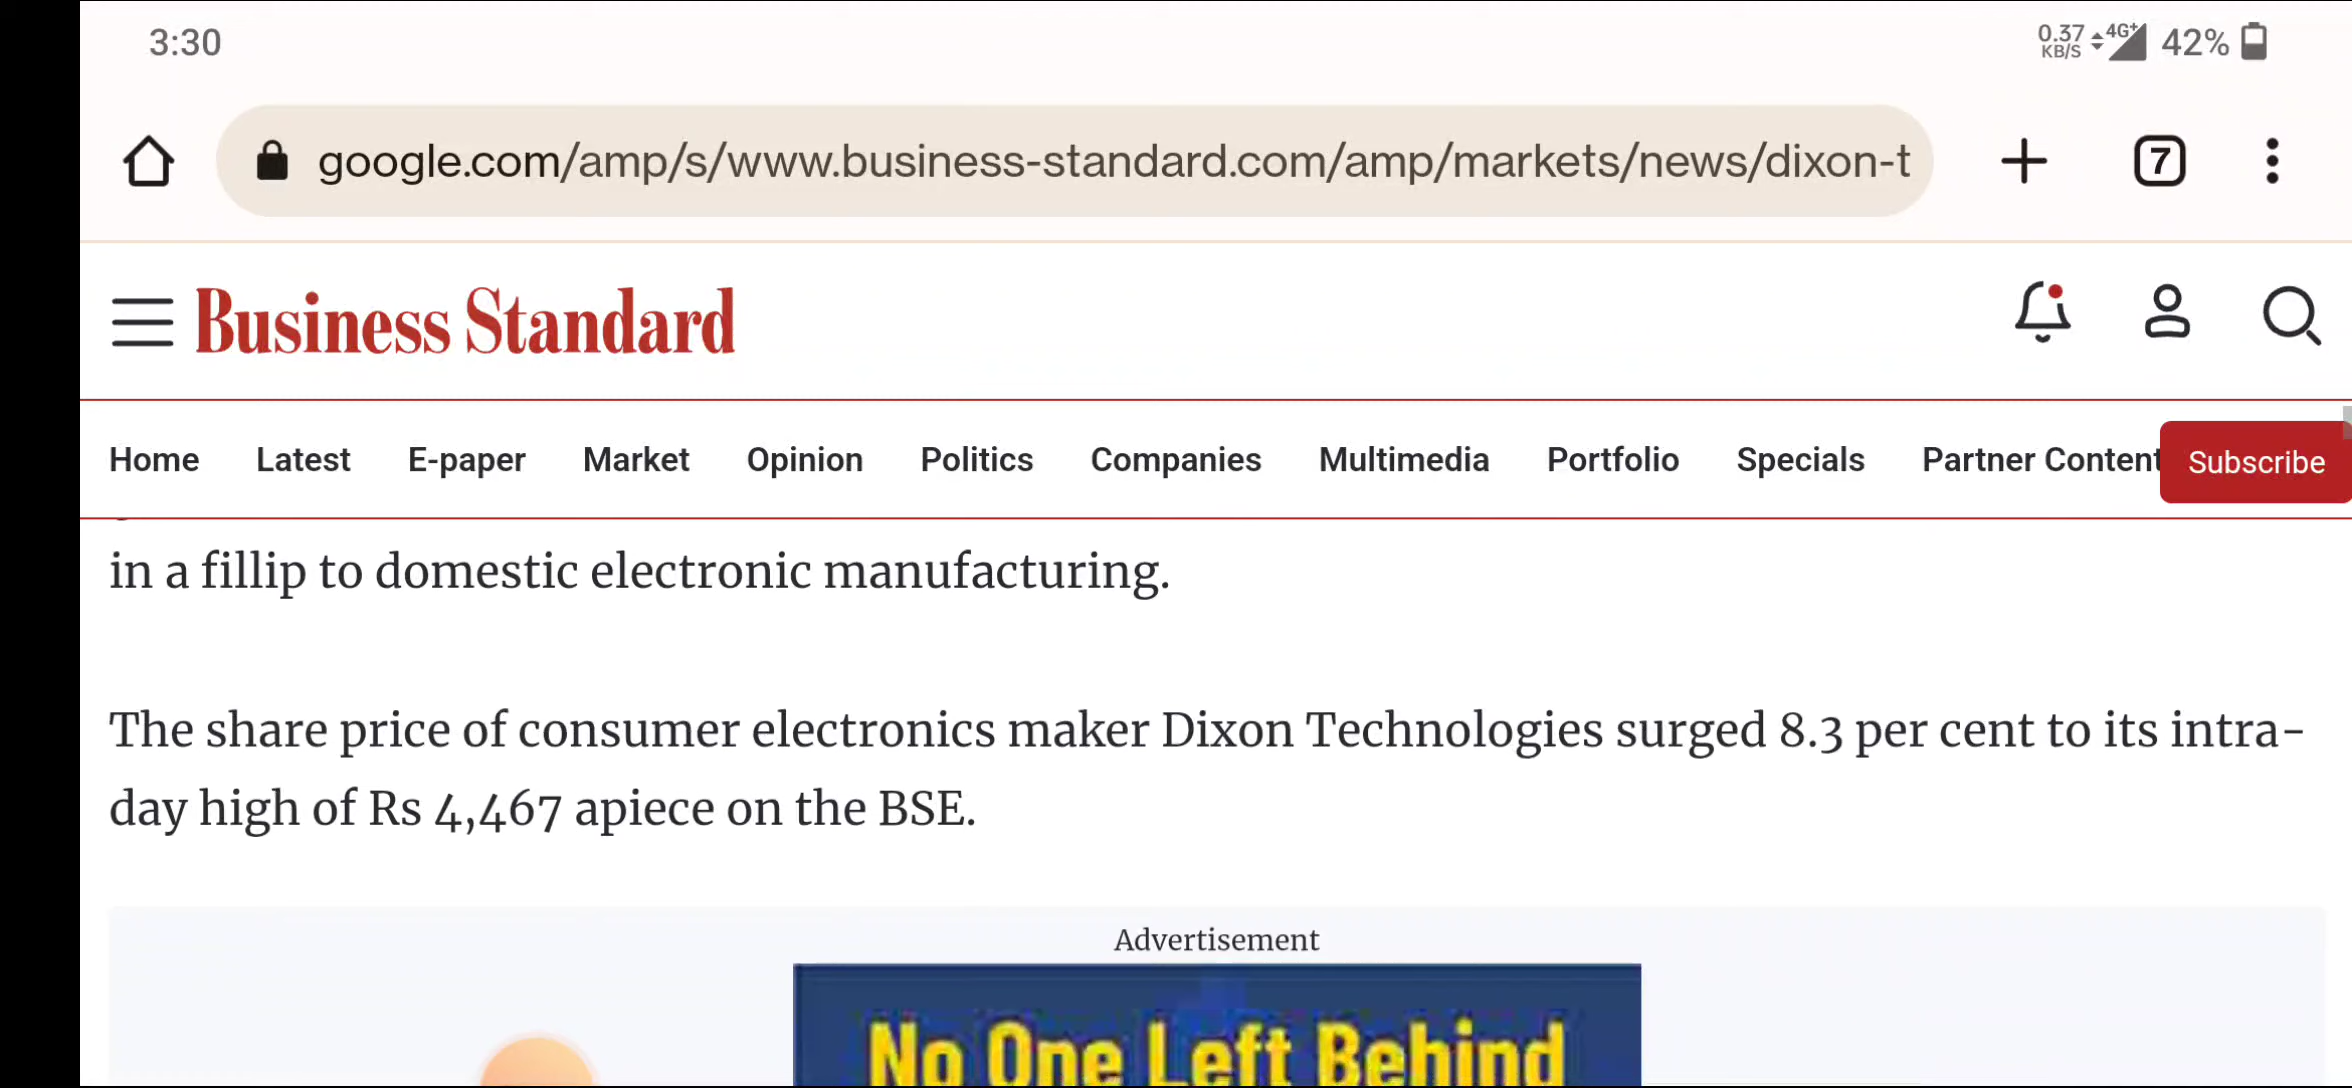 3:30
0.37 KB/S 4G+ 42%
google.com/amp/s/www.business-standard.com/amp/markets/news/dixon-t
7
Business Standard
Home Latest E-paper Market Opinion Politics Companies Multimedia Portfolio Specials Partner Content Subscribe
in a fillip to domestic electronic manufacturing.
The share price of consumer electronics maker Dixon Technologies surged 8.3 per cent to its intra-
day high of Rs 4,467 apiece on the BSE.
Advertisement
No One Left Behind